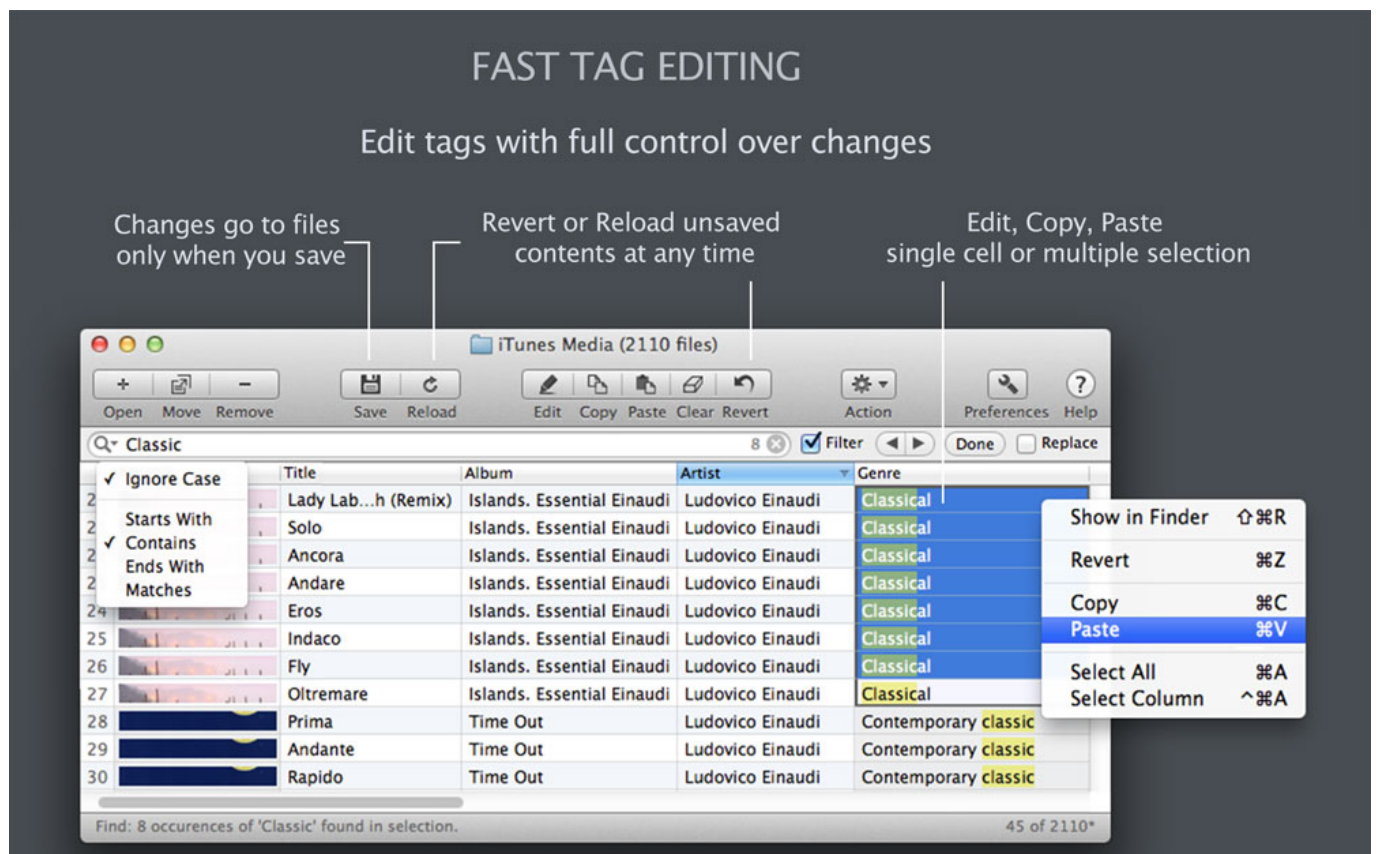 FAST TAG EDITING
Edit tags with full control over changes
Changes go to files
only when you save
Revert or Reload unsaved
contents at any time
Edit, Copy, Paste
single cell or multiple selection
iTunes Media (2110 files)
Open Move Remove Save Reload Edit Copy Paste Clear Revert Action Preferences Help
Classic 8 Filter Done Replace
Title Album Artist Genre
✓ Ignore Case
Starts With
✓ Contains
Ends With
Matches
Lady Lab...h (Remix) Islands. Essential Einaudi Ludovico Einaudi Classical
Solo Islands. Essential Einaudi Ludovico Einaudi Classical
Ancora Islands. Essential Einaudi Ludovico Einaudi Classical
Andare Islands. Essential Einaudi Ludovico Einaudi Classical
24 Eros Islands. Essential Einaudi Ludovico Einaudi Classical
25 Indaco Islands. Essential Einaudi Ludovico Einaudi Classical
26 Fly Islands. Essential Einaudi Ludovico Einaudi Classical
27 Oltremare Islands. Essential Einaudi Ludovico Einaudi Classical
28 Prima Time Out Ludovico Einaudi Contemporary classic
29 Andante Time Out Ludovico Einaudi Contemporary classic
30 Rapido Time Out Ludovico Einaudi Contemporary classic
Show in Finder ⇧⌘R
Revert ⌘Z
Copy ⌘C
Paste ⌘V
Select All ⌘A
Select Column ^⌘A
Find: 8 occurences of 'Classic' found in selection. 45 of 2110*